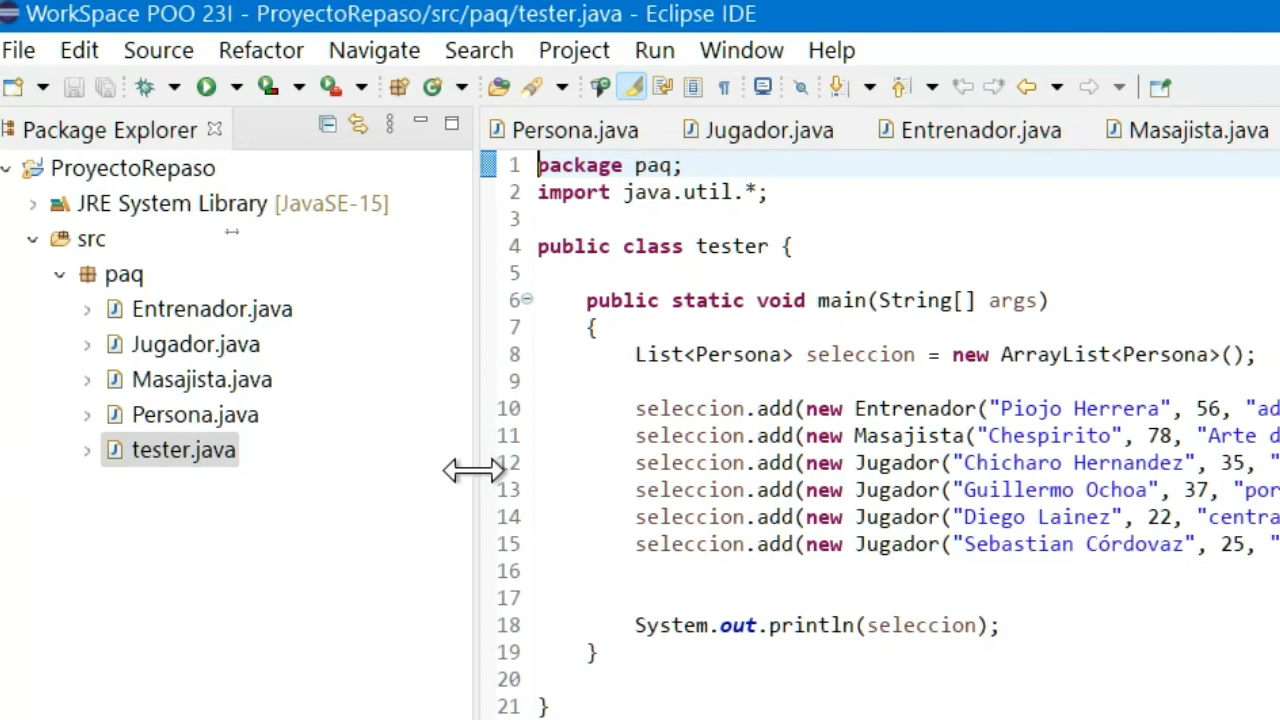 WorkSpace POO 23I - ProyectoRepaso/src/paq/tester.java - Eclipse IDE
File Edit Source Refactor Navigate Search Project Run Window Help
Package Explorer
ProyectoRepaso
JRE System Library [JavaSE-15]
src
paq
Entrenador.java
Jugador.java
Masajista.java
Persona.java
tester.java
Persona.java Jugador.java Entrenador.java Masajista.java
1 package paq;
2 import java.util.*;
3
4 public class tester {
5
6 public static void main(String[] args)
7 {
8 List<Persona> seleccion = new ArrayList<Persona>();
9
10 seleccion.add(new Entrenador("Piojo Herrera", 56, "ad
11 seleccion.add(new Masajista("Chespirito", 78, "Arte d
12 seleccion.add(new Jugador("Chicharo Hernandez", 35, "
13 seleccion.add(new Jugador("Guillermo Ochoa", 37, "por
14 seleccion.add(new Jugador("Diego Lainez", 22, "centra
15 seleccion.add(new Jugador("Sebastian Córdovaz", 25, "
16
17
18 System.out.println(seleccion);
19 }
20
21 }